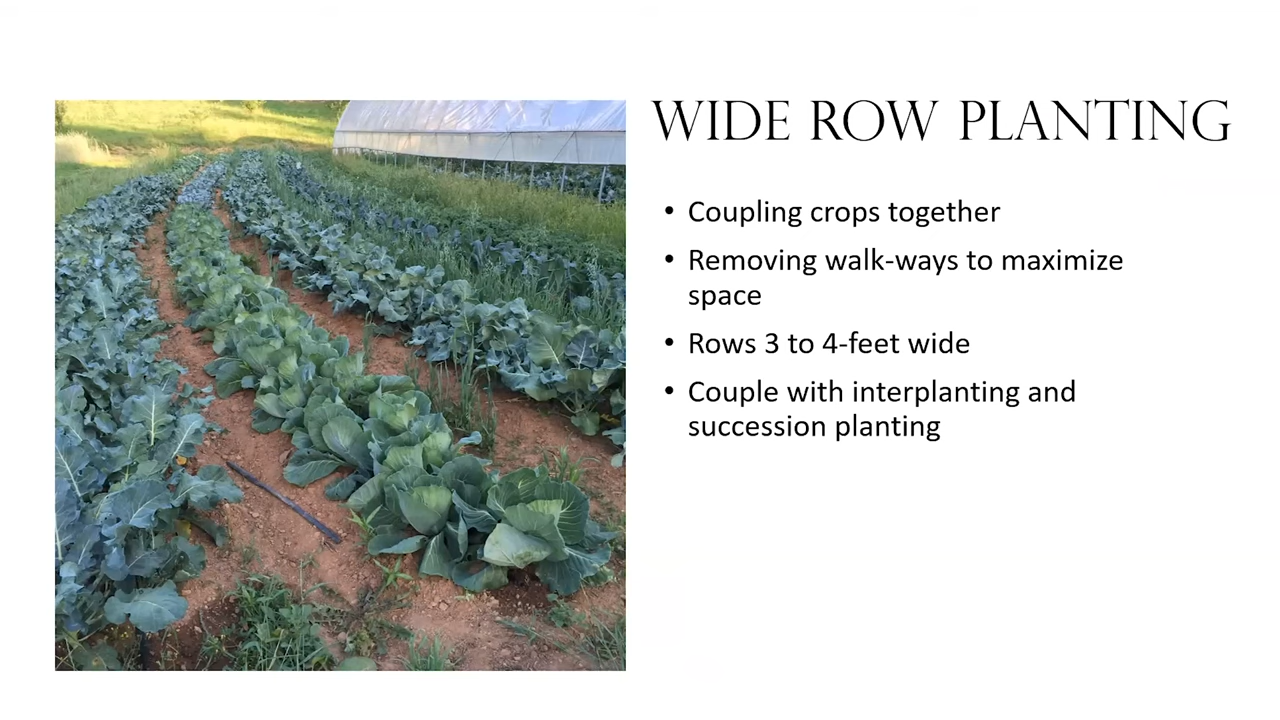 WIDE ROW PLANTING
• Coupling crops together
• Removing walk-ways to maximize
space
• Rows 3 to 4-feet wide
• Couple with interplanting and
succession planting